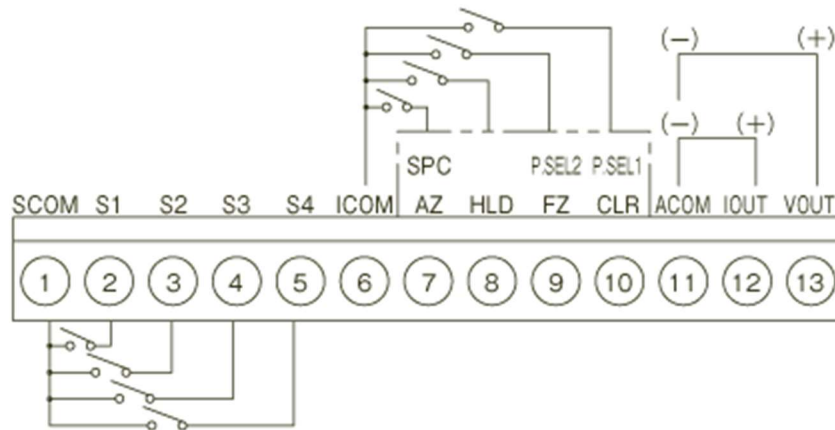 (−) (+)
(−) (+)
SPC P.SEL2 P.SEL1
SCOM S1 S2 S3 S4 ICOM AZ HLD FZ CLR ACOM IOUT VOUT
1 2 3 4 5 6 7 8 9 10 11 12 13